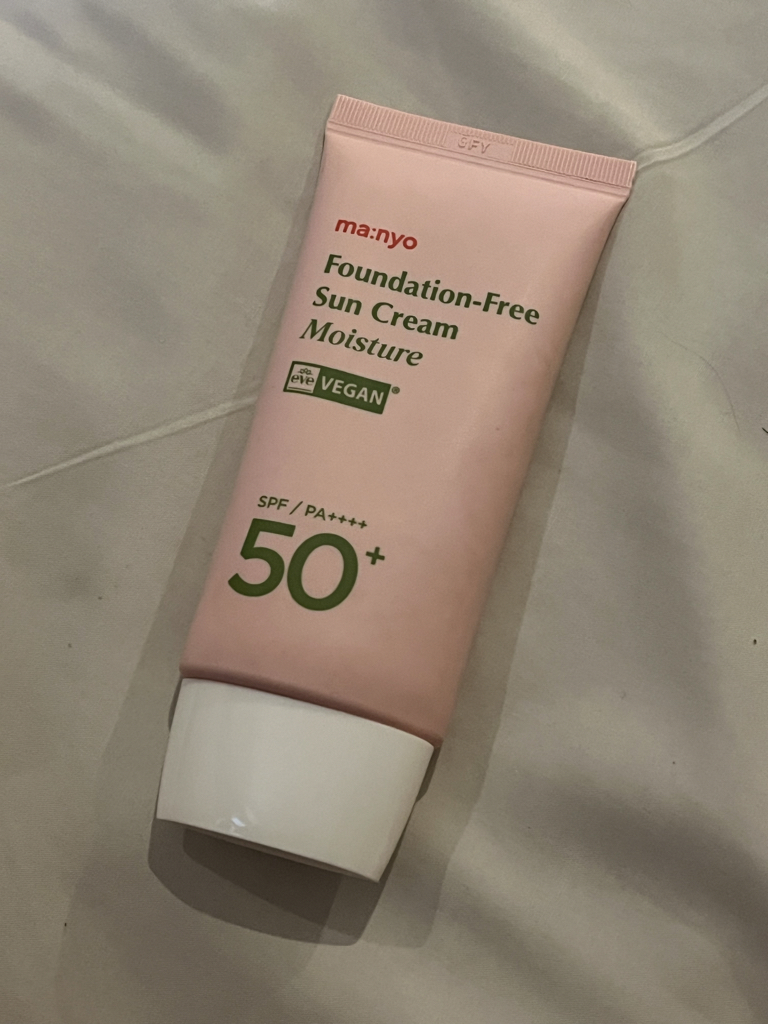 ma:nyo
Foundation-Free
Sun Cream
Moisture
eve VEGAN®
SPF / PA++++
50+